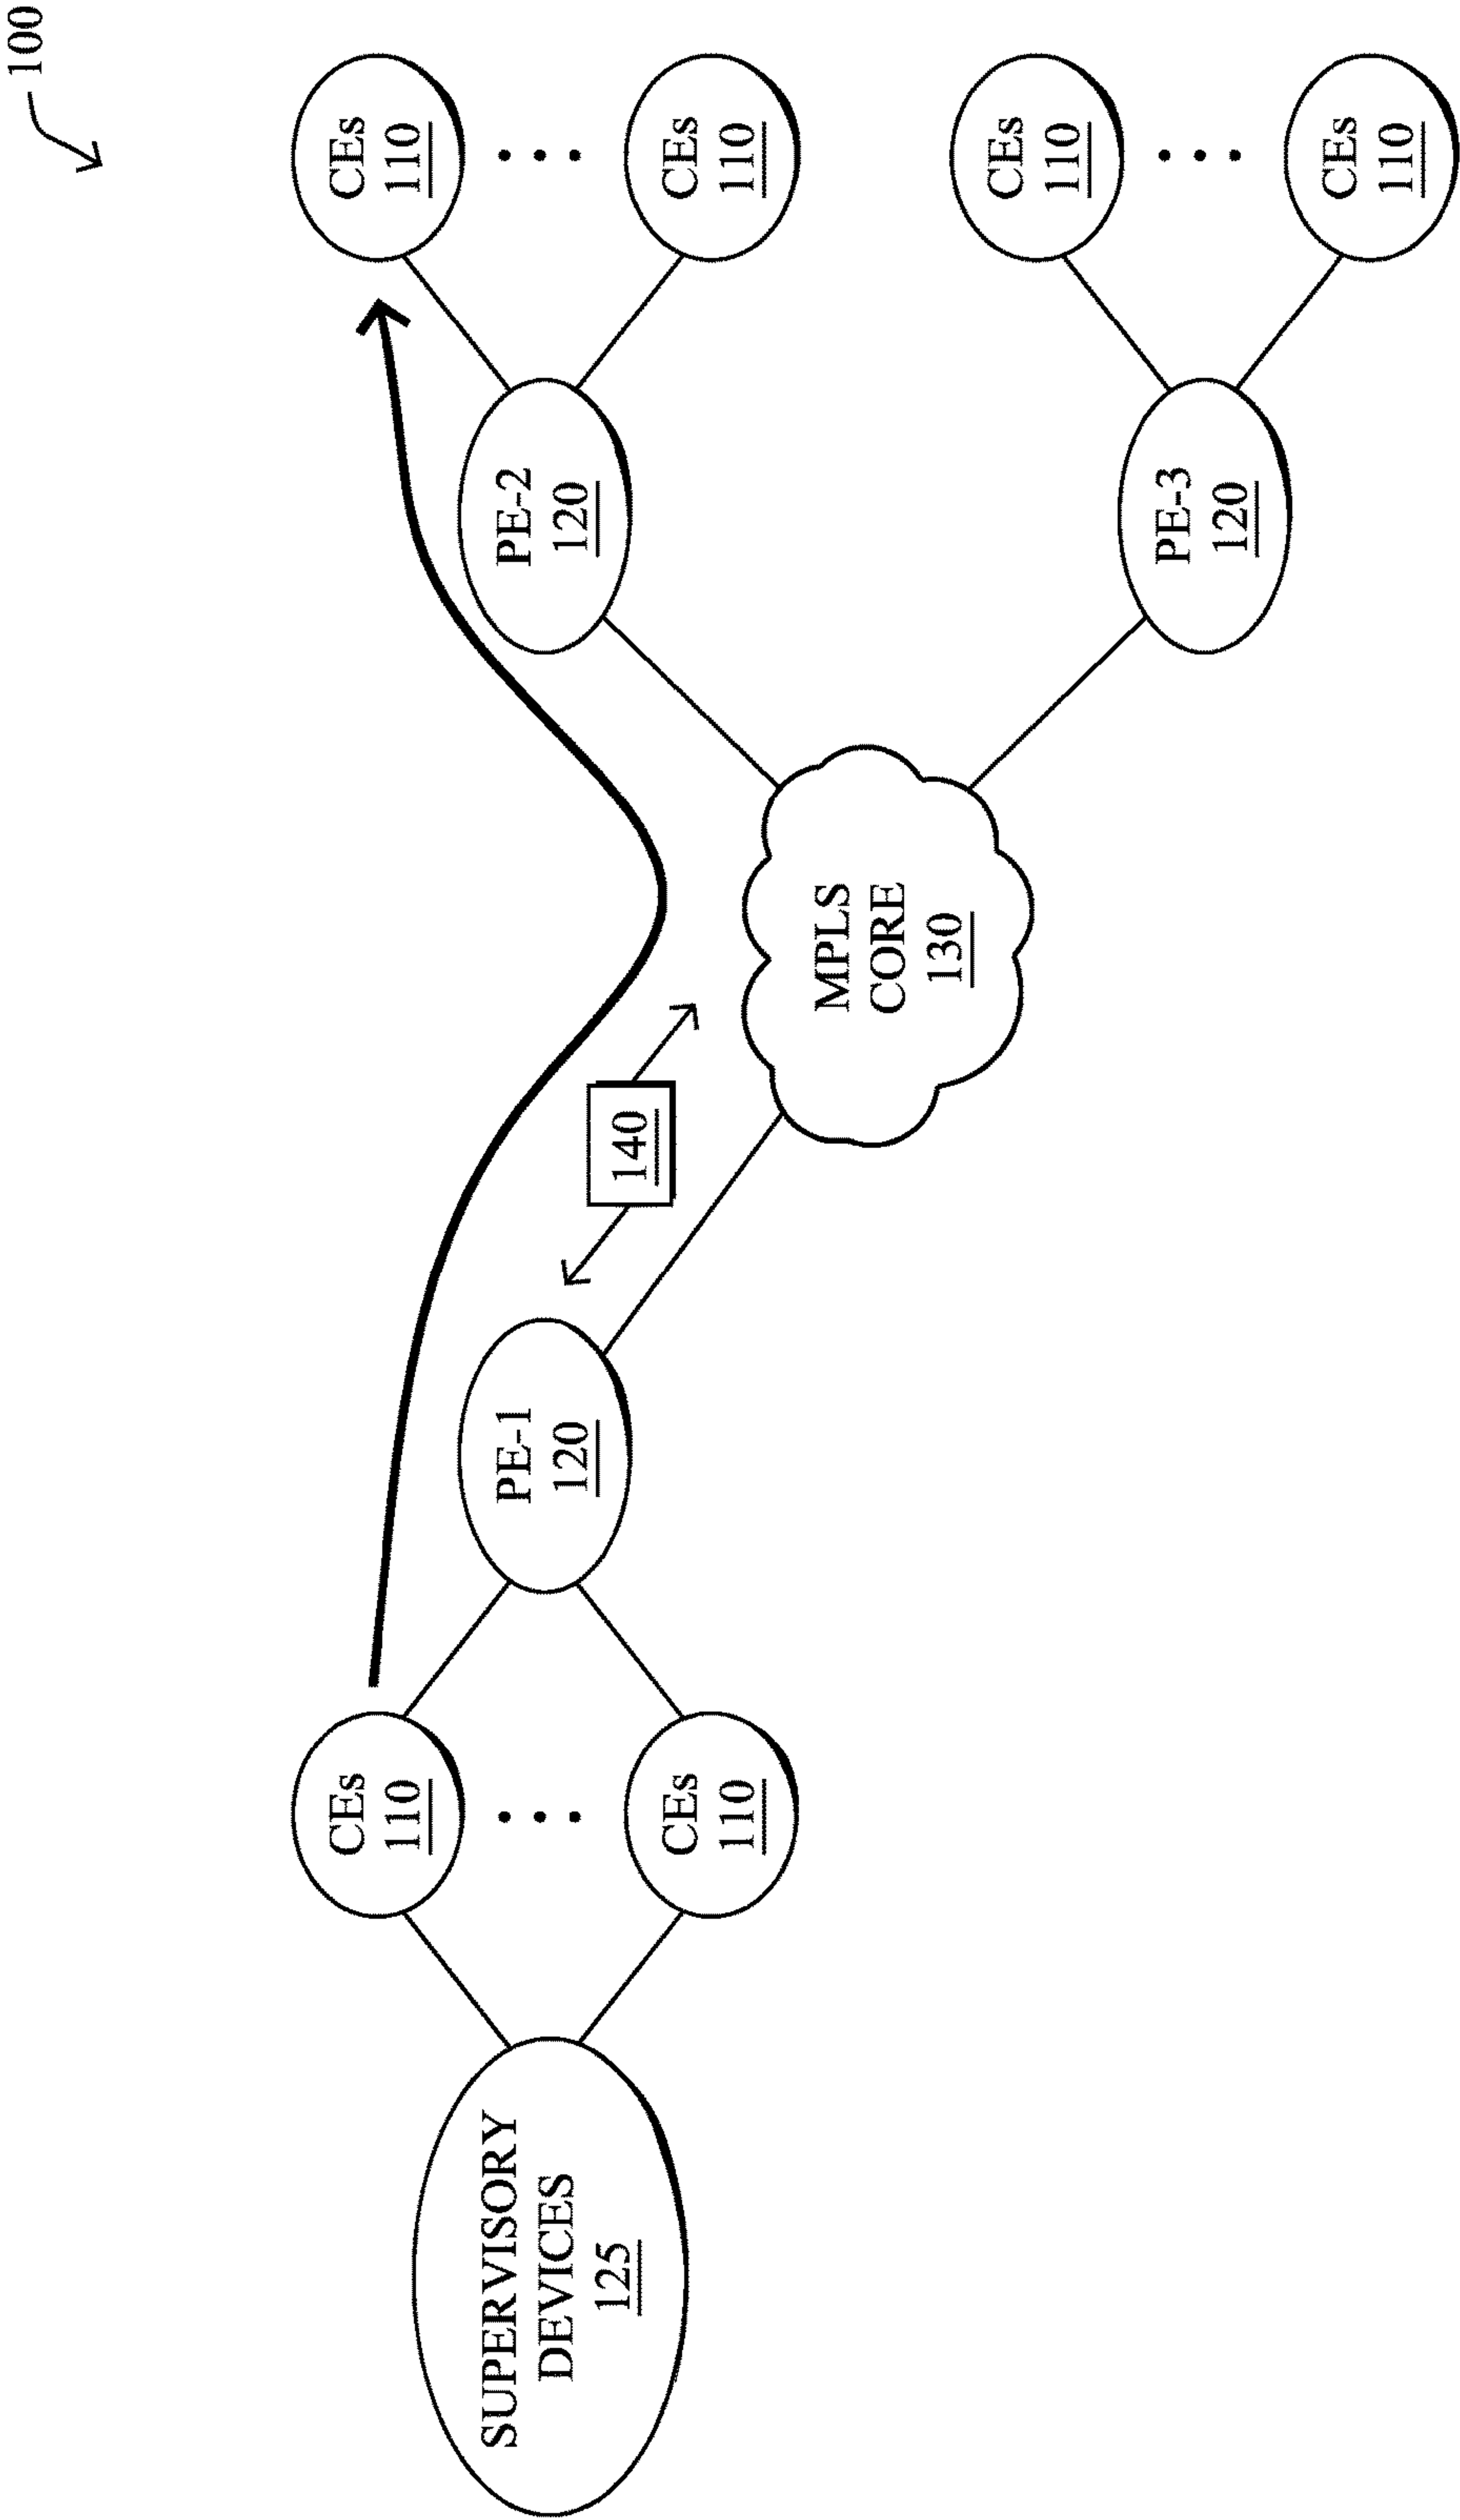 100
CEs
110
CEs
110
SUPERVISORY
DEVICES
125
PE-1
120
PE-2
120
140
CEs
110
CEs
110
MPLS
CORE
130
CEs
110
PE-3
120
CEs
110